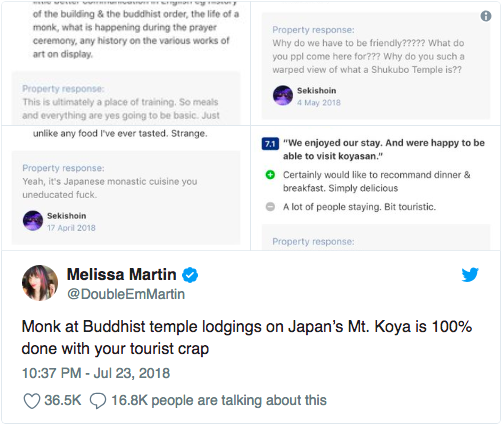 little better communication in English eg history
of the building & the buddhist order, the life of a
monk, what is happening during the prayer
ceremony, any history on the various works of
art on display.
Property response:
This is ultimately a place of training. So meals
and everything are yes going to be basic. Just
Property response:
Why do we have to be friendly????? What do
you ppl come here for??? Why do you such a
warped view of what a Shukubo Temple is??
Sekishoin
4 May 2018
unlike any food I've ever tasted. Strange.
Property response:
Yeah, it's Japanese monastic cuisine you
uneducated fuck.
Sekishoin
17 April 2018
7.1 "We enjoyed our stay. And were happy to be
able to visit koyasan."
Certainly would like to recommand dinner &
breakfast. Simply delicious
A lot of people staying. Bit touristic.
Property response:
Melissa Martin
@DoubleEmMartin
Monk at Buddhist temple lodgings on Japan's Mt. Koya is 100%
done with your tourist crap
10:37 PM - Jul 23, 2018
36.5K 16.8K people are talking about this